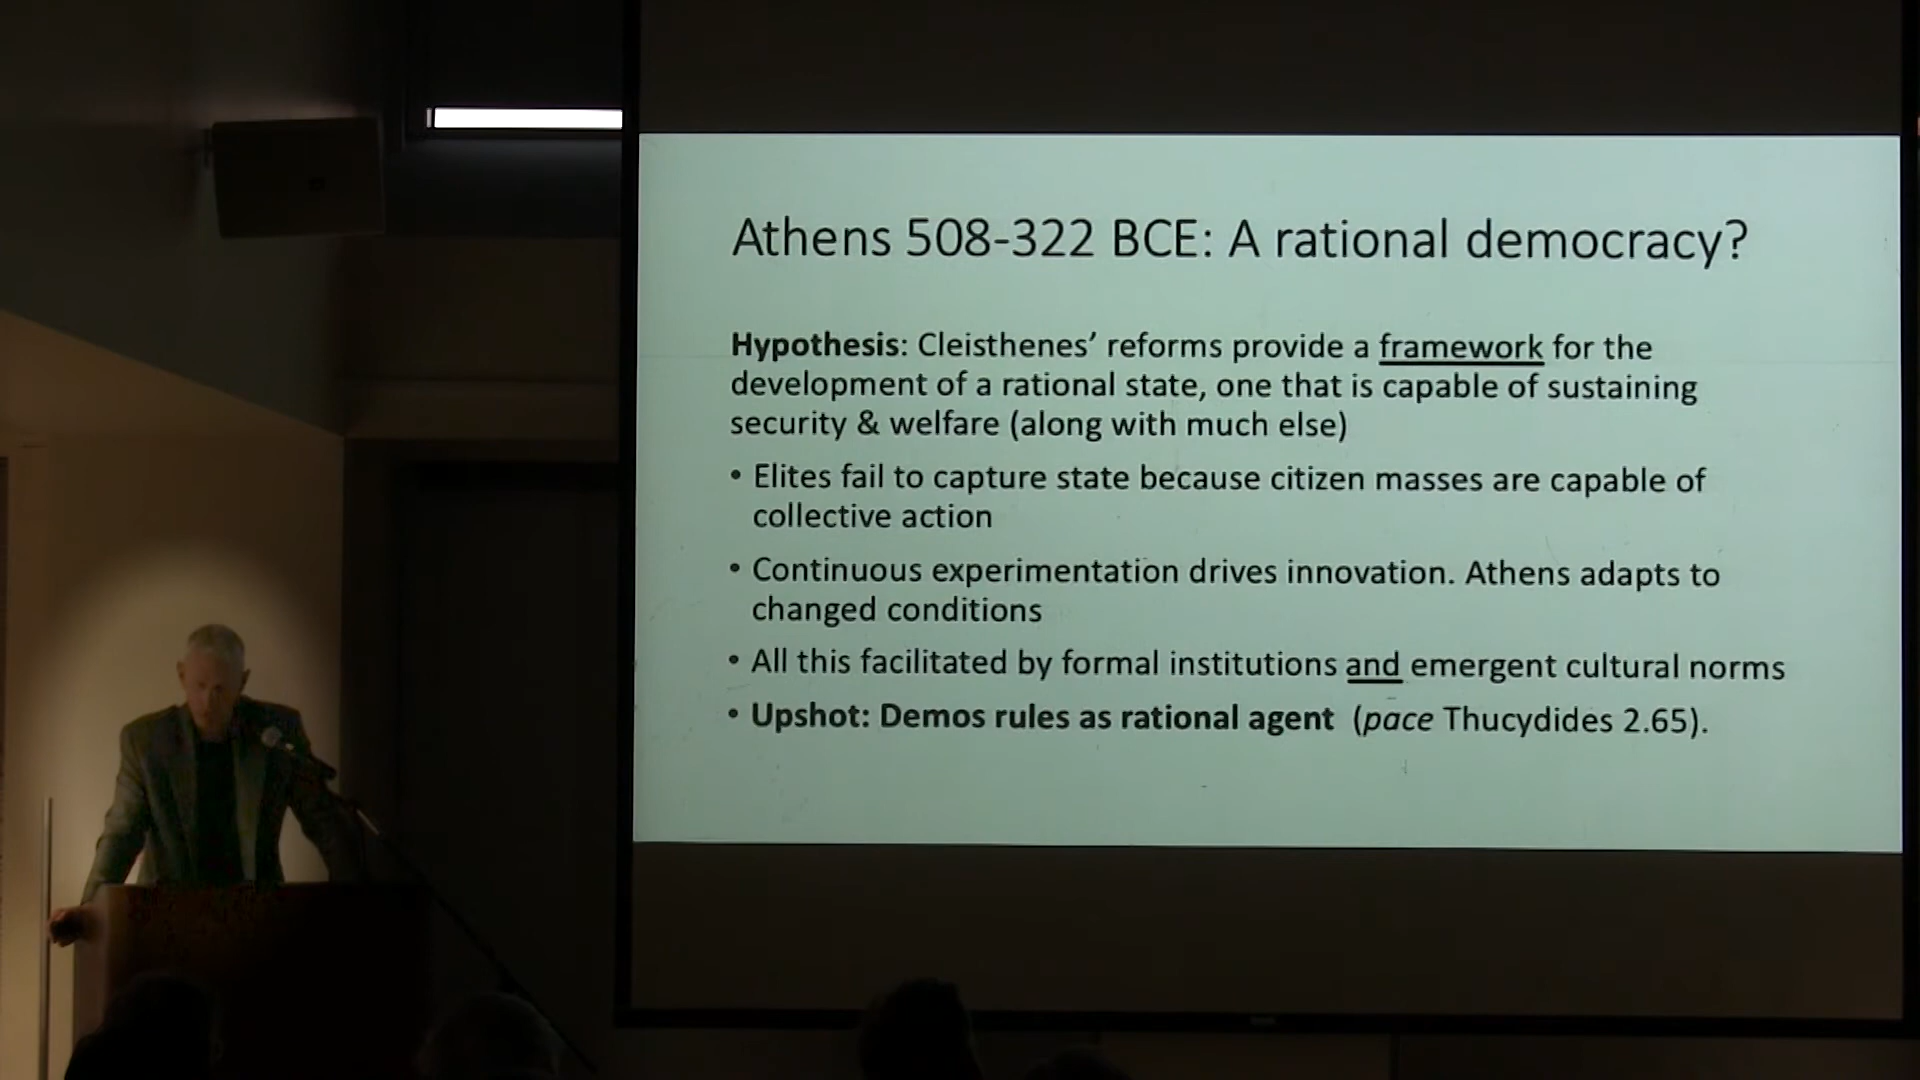 Athens 508-322 BCE: A rational democracy?
Hypothesis: Cleisthenes’ reforms provide a framework for the
development of a rational state, one that is capable of sustaining
security & welfare (along with much else)
• Elites fail to capture state because citizen masses are capable of
collective action
• Continuous experimentation drives innovation. Athens adapts to
changed conditions
• All this facilitated by formal institutions and emergent cultural norms
• Upshot: Demos rules as rational agent (pace Thucydides 2.65).